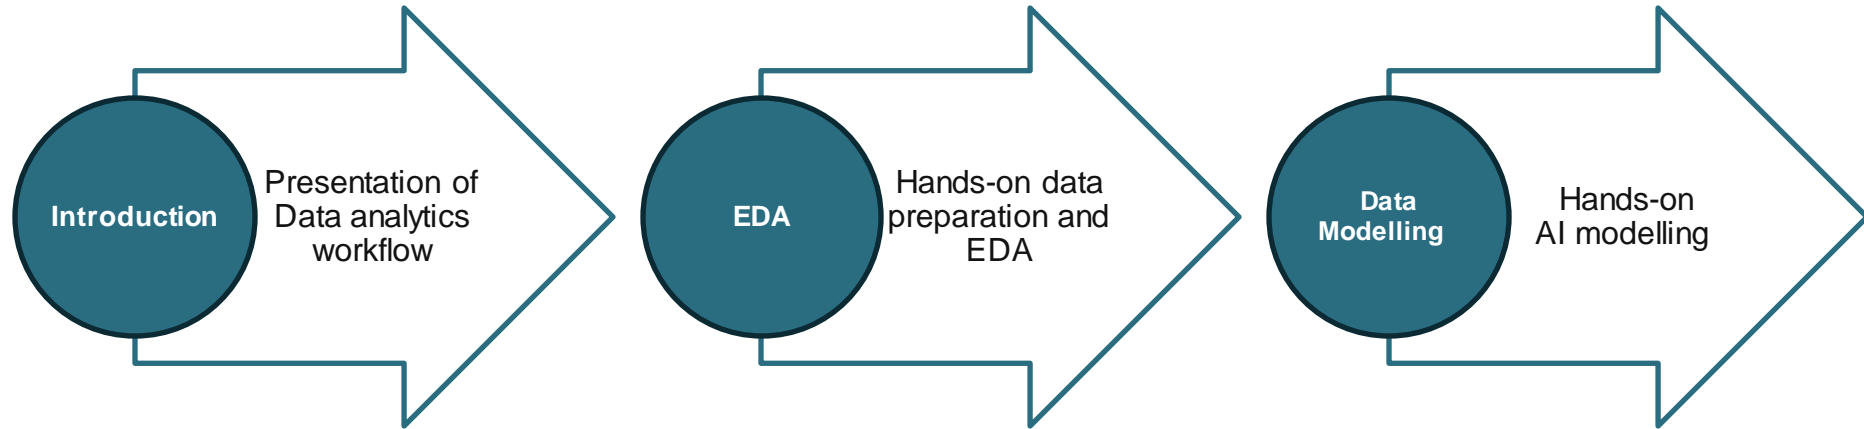 Introduction
Presentation of
Data analytics
workflow
EDA
Hands-on data
preparation and
EDA
Data
Modelling
Hands-on
AI modelling